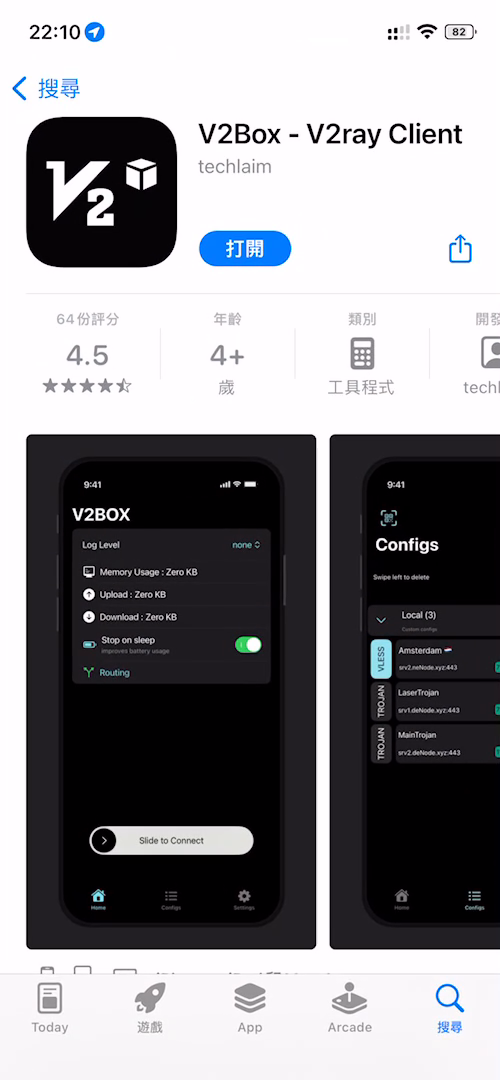 22:10
82
搜尋
V2
V2Box - V2ray Client
techlaim
打開
64份評分
年齡
類別
4.5
4+
歲
工具程式
9:41
V2BOX
Log Level
none
Memory Usage : Zero KB
Upload : Zero KB
Download : Zero KB
Stop on sleep
improves battery usage
Routing
Slide to Connect
Home
Configs
Settings
9:41
Configs
Swipe left to delete
Local (3)
Custom configs
VLESS
Amsterdam
srv2.neNode.xyz:443
TROJAN
LaserTrojan
srv1.deNode.xyz:443
TROJAN
MainTrojan
srv2.deNode.xyz:443
Home
Configs
Today
遊戲
App
Arcade
搜尋